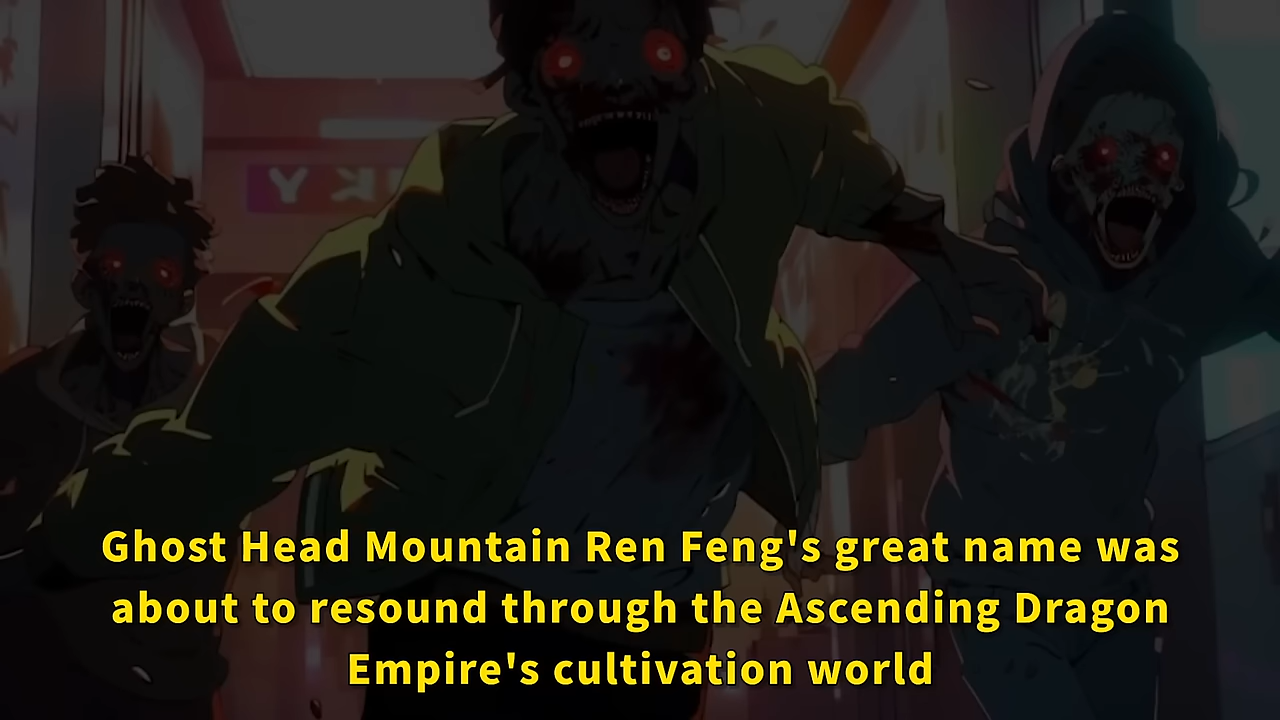 Ghost Head Mountain Ren Feng's great name was
about to resound through the Ascending Dragon
Empire's cultivation world